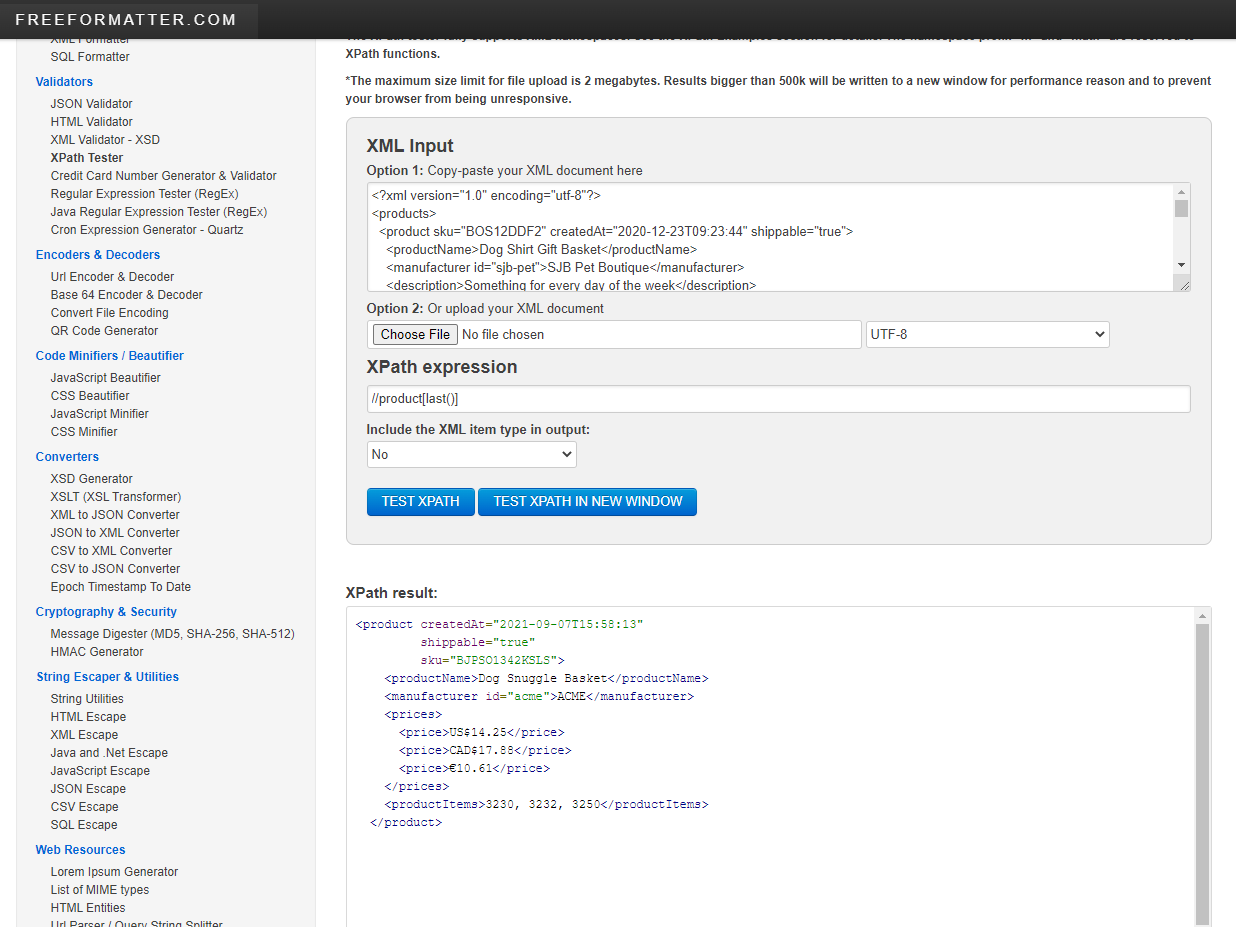 FREEFORMATTER.COM
XML Formatter
SQL Formatter
Validators
JSON Validator
HTML Validator
XML Validator - XSD
XPath Tester
Credit Card Number Generator & Validator
Regular Expression Tester (RegEx)
Java Regular Expression Tester (RegEx)
Cron Expression Generator - Quartz
Encoders & Decoders
Url Encoder & Decoder
Base 64 Encoder & Decoder
Convert File Encoding
QR Code Generator
Code Minifiers / Beautifier
JavaScript Beautifier
CSS Beautifier
JavaScript Minifier
CSS Minifier
Converters
XSD Generator
XSLT (XSL Transformer)
XML to JSON Converter
JSON to XML Converter
CSV to XML Converter
CSV to JSON Converter
Epoch Timestamp To Date
Cryptography & Security
Message Digester (MD5, SHA-256, SHA-512)
HMAC Generator
String Escaper & Utilities
String Utilities
HTML Escape
XML Escape
Java and .Net Escape
JavaScript Escape
JSON Escape
CSV Escape
SQL Escape
Web Resources
Lorem Ipsum Generator
List of MIME types
HTML Entities
Url Parser / Query String Splitter
XPath functions.
*The maximum size limit for file upload is 2 megabytes. Results bigger than 500k will be written to a new window for performance reason and to prevent
your browser from being unresponsive.
XML Input
Option 1: Copy-paste your XML document here
<?xml version="1.0" encoding="utf-8"?>
<products>
<product sku="BOS12DDF2" createdAt="2020-12-23T09:23:44" shippable="true">
<productName>Dog Shirt Gift Basket</productName>
<manufacturer id="sjb-pet">SJB Pet Boutique</manufacturer>
<description>Something for every day of the week</description>
Option 2: Or upload your XML document
Choose File No file chosen UTF-8
XPath expression
//product[last()]
Include the XML item type in output:
No
TEST XPATH TEST XPATH IN NEW WINDOW
XPath result:
<product createdAt="2021-09-07T15:58:13"
shippable="true"
sku="BJPSO1342KSLS">
<productName>Dog Snuggle Basket</productName>
<manufacturer id="acme">ACME</manufacturer>
<prices>
<price>US$14.25</price>
<price>CAD$17.88</price>
<price>€10.61</price>
</prices>
<productItems>3230, 3232, 3250</productItems>
</product>